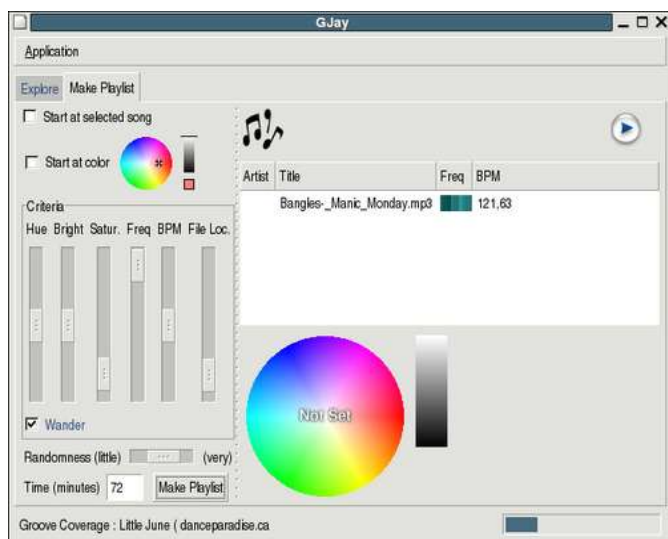 GJay
Application
Explore Make Playlist
Start at selected song
Start at color
Artist Title Freq BPM
Bangles-_Manic_Monday.mp3 121,63
Criteria
Hue Bright Satur. Freq BPM File Loc.
Wander
Not Set
Randomness (little) (very)
Time (minutes) 72 Make Playlist
Groove Coverage : Little June ( danceparadise.ca